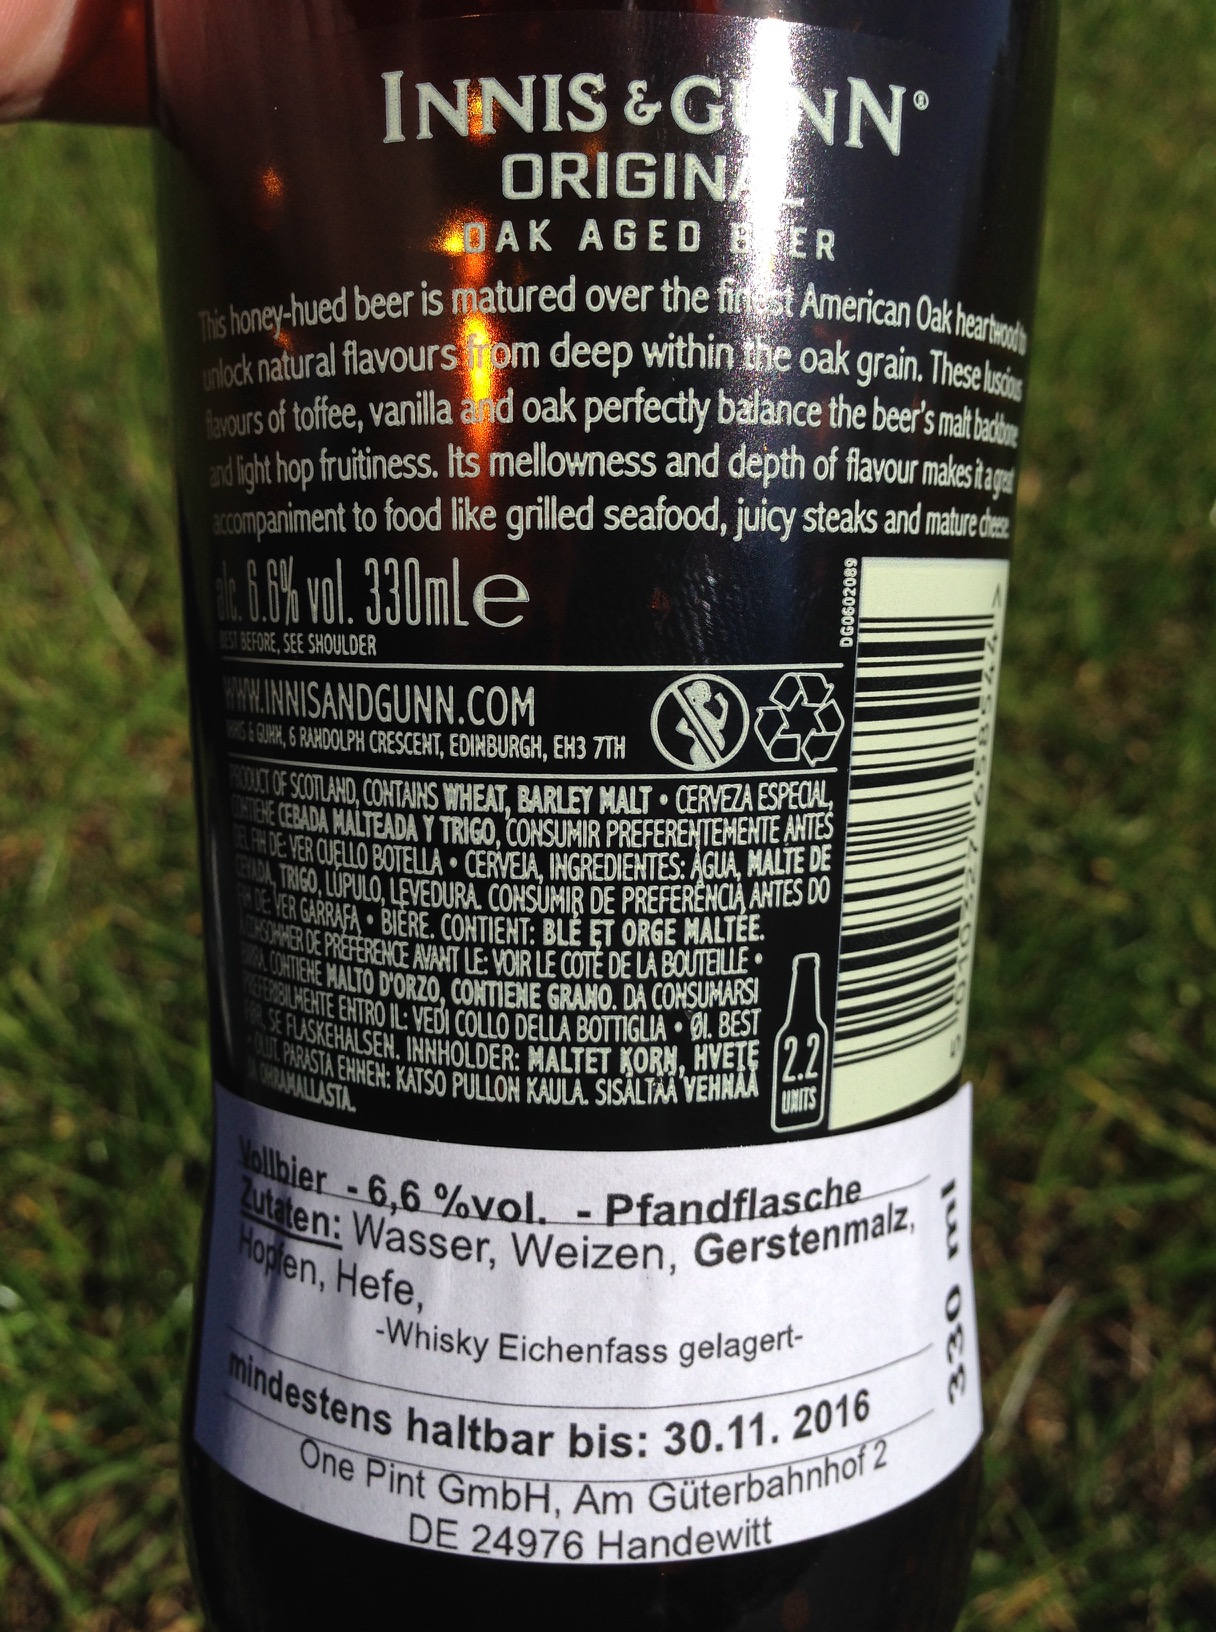 INNIS & GUNN®
ORIGINAL
OAK AGED BEER
This honey-hued beer is matured over the finest American Oak heartwood to
unlock natural flavours from deep within the oak grain. These luscious
flavours of toffee, vanilla and oak perfectly balance the beer's malt backbone
and light hop fruitiness. Its mellowness and depth of flavour makes it a great
accompaniment to food like grilled seafood, juicy steaks and mature cheese.
alc. 6.6% vol. 330mL e
BEST BEFORE, SEE SHOULDER
DG0602089
WWW.INNISANDGUNN.COM
INNIS & GUNN, 6 RANDOLPH CRESCENT, EDINBURGH, EH3 7TH
PRODUCT OF SCOTLAND, CONTAINS WHEAT, BARLEY MALT • CERVEZA ESPECIAL,
CONTIENE CEBADA MALTEADA Y TRIGO, CONSUMIR PREFERENTEMENTE ANTES
DEL FIN DE: VER CUELLO BOTELLA • CERVEJA, INGREDIENTES: ÁGUA, MALTE DE
CEVADA, TRIGO, LÚPULO, LEVEDURA. CONSUMIR DE PREFERÊNCIA ANTES DO
FIM DE: VER GARRAFA • BIÈRE. CONTIENT: BLÉ ET ORGE MALTÉE.
A CONSOMMER DE PRÉFÉRENCE AVANT LE: VOIR LE COTÉ DE LA BOUTEILLE •
BIRRA. CONTIENE MALTO D'ORZO, CONTIENE GRANO. DA CONSUMARSI
PREFERIBILMENTE ENTRO IL: VEDI COLLO DELLA BOTTIGLIA • ØL. BEST
FØR, SE FLASKEHALSEN. INNHOLDER: MALTET KORN, HVETE
• OLUT. PARASTA ENNEN: KATSO PULLON KAULA. SISÄLTÄÄ VEHNÄÄ
JA OHRAMALLASTA.
2.2
UNITS
Vollbier - 6,6 %vol. - Pfandflasche
Zutaten: Wasser, Weizen, Gerstenmalz,
Hopfen, Hefe,
-Whisky Eichenfass gelagert-
330 ml
mindestens haltbar bis: 30.11. 2016
One Pint GmbH, Am Güterbahnhof 2
DE 24976 Handewitt